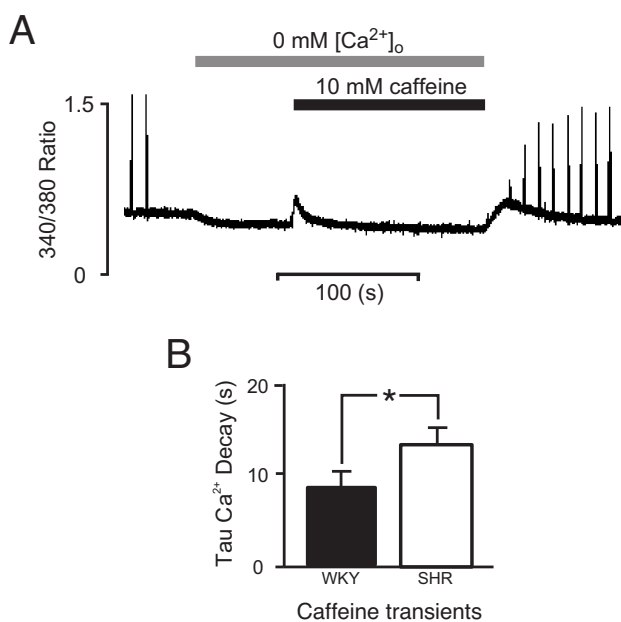 A
0 mM [Ca²⁺]ₒ
10 mM caffeine
1.5
340/380 Ratio
0
100 (s)
B
Tau Ca²⁺ Decay (s)
20
10
0
*
WKY SHR
Caffeine transients